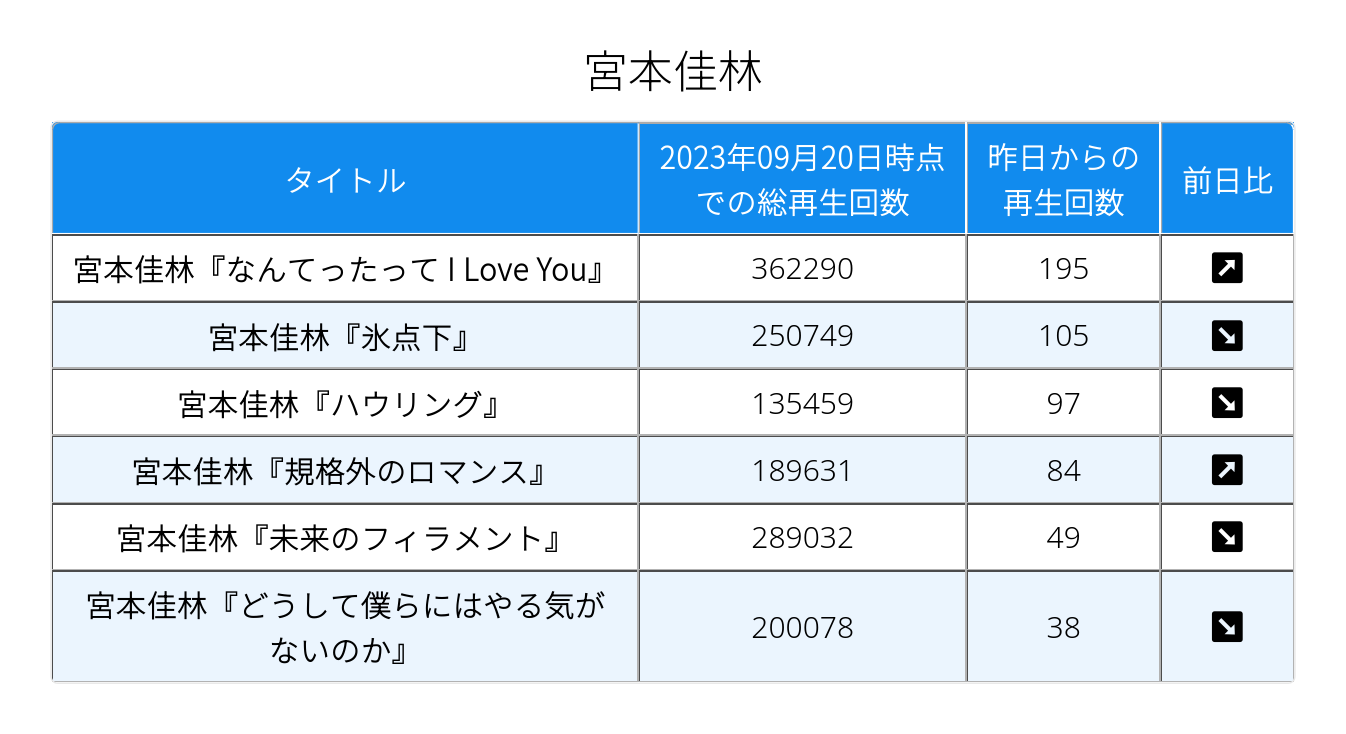 宮本佳林
タイトル
2023年09月20日時点
での総再生回数
昨日からの
再生回数
前日比
宮本佳林『なんてったって I Love You』
362290
195
宮本佳林『氷点下』
250749
105
宮本佳林『ハウリング』
135459
97
宮本佳林『規格外のロマンス』
189631
84
宮本佳林『未来のフィラメント』
289032
49
宮本佳林『どうして僕らにはやる気が
ないのか』
200078
38